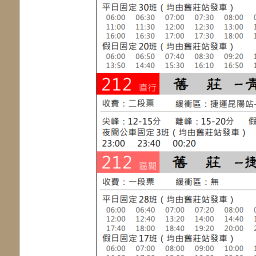 平日固定30班(均由舊莊站發車)
06:00 06:30 07:00 07:30 08:00
11:00 11:30 12:00 12:30 13:00
16:00 16:30 17:00 17:30 18:00
假日固定20班(均由舊莊站發車)
06:00 06:50 07:40 08:30 09:20
13:50 14:40 15:30 16:10 16:50
212 直行 舊 莊 -青
收費:二段票 緩衝區:捷運昆陽站-
尖峰:12-15分 離峰:15-20分 假
夜間公車固定3班(均由舊莊站發車)
23:00 23:40 00:20
212 區間 舊 莊 -捷
收費:一段票 緩衝區:無
平日固定28班(均由舊莊站發車)
06:00 06:40 07:00 07:20 08:00
12:00 12:40 13:20 14:00 14:40
17:40 18:00 18:40 19:20 20:00
假日固定17班(均由舊莊站發車)
06:00 07:00 08:00 09:00 10:00